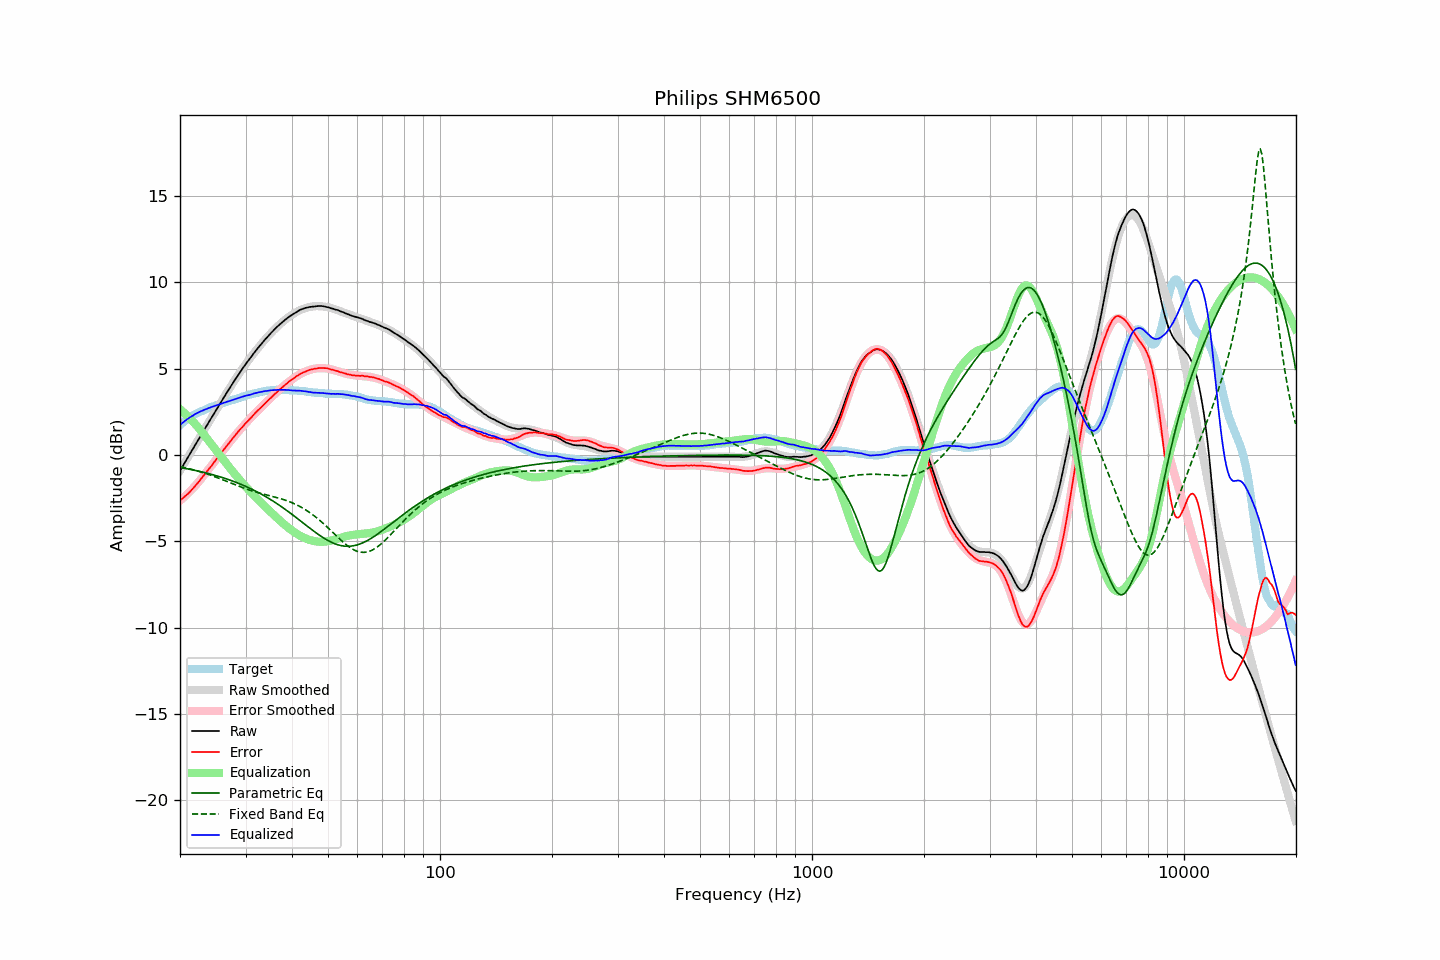 Philips SHM6500
Amplitude (dBr)
15
10
5
0
−5
−10
−15
−20
Target
Raw Smoothed
Error Smoothed
Raw
Error
Equalization
Parametric Eq
Fixed Band Eq
Equalized
100
1000
10000
Frequency (Hz)